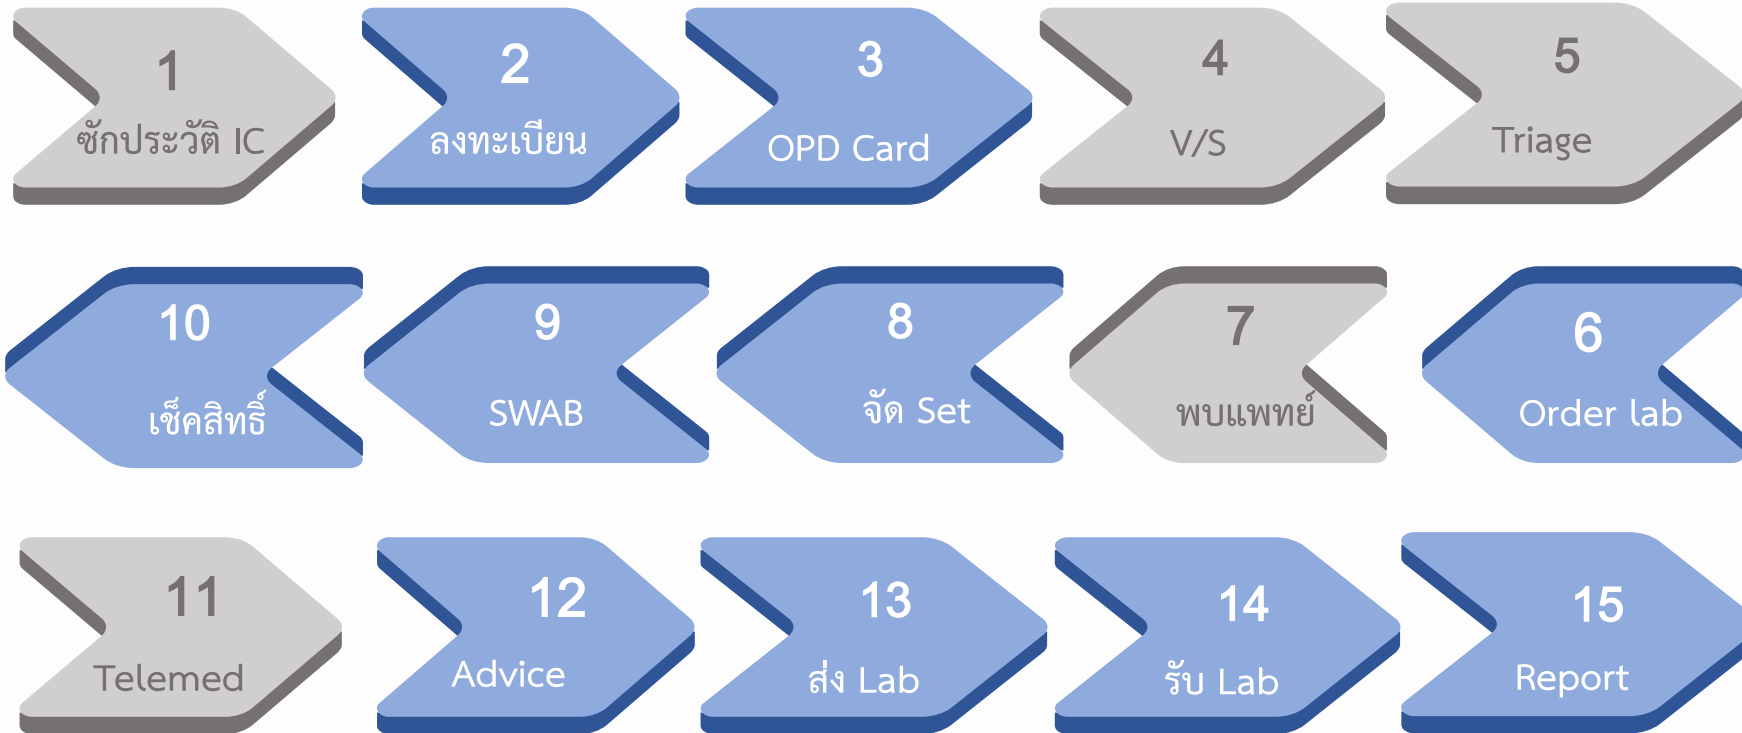 1
ซักประวัติ IC
2
ลงทะเบียน
3
OPD Card
4
V/S
5
Triage
6
Order lab
7
พบแพทย์
8
จัด Set
9
SWAB
10
เช็คสิทธิ์
11
Telemed
12
Advice
13
ส่ง Lab
14
รับ Lab
15
Report